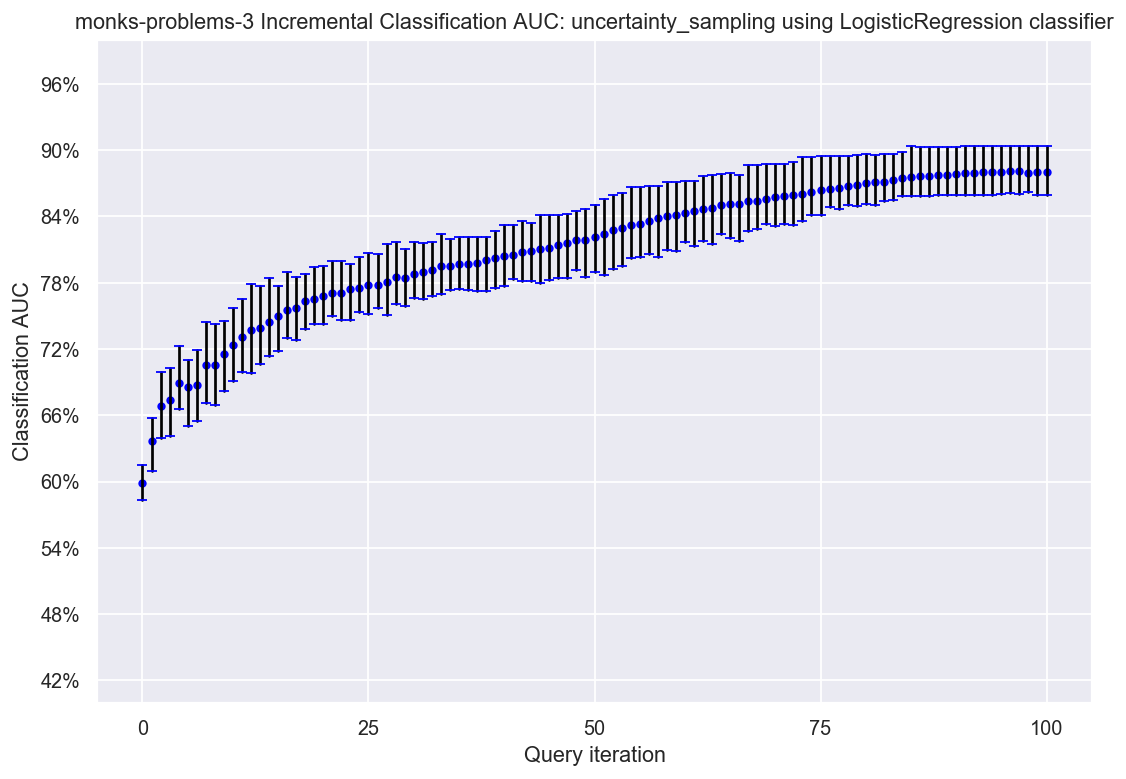 monks-problems-3 Incremental Classification AUC: uncertainty_sampling using LogisticRegression classifier
96%
90%
84%
78%
72%
66%
60%
54%
48%
42%
Classification AUC
0 25 50 75 100
Query iteration